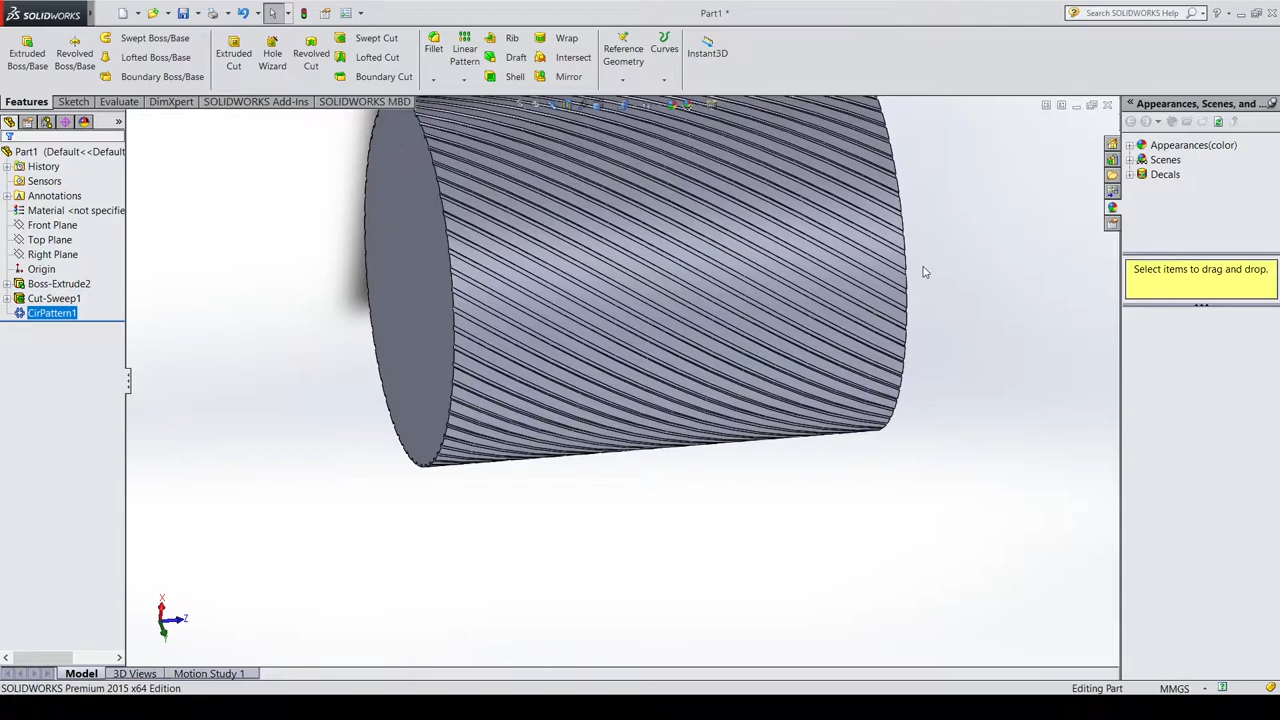 SOLIDWORKS
Part1 *
Search SOLIDWORKS Help
Extruded Boss/Base
Revolved Boss/Base
Swept Boss/Base
Lofted Boss/Base
Boundary Boss/Base
Extruded Cut
Hole Wizard
Revolved Cut
Swept Cut
Lofted Cut
Boundary Cut
Fillet
Linear Pattern
Rib
Draft
Shell
Wrap
Intersect
Mirror
Reference Geometry
Curves
Instant3D
Features
Sketch
Evaluate
DimXpert
SOLIDWORKS Add-Ins
SOLIDWORKS MBD
Part1 (Default<<Default
History
Sensors
Annotations
Material <not specifie
Front Plane
Top Plane
Right Plane
Origin
Boss-Extrude2
Cut-Sweep1
CirPattern1
Appearances, Scenes, and ...
Appearances(color)
Scenes
Decals
Select items to drag and drop.
X
Z
Model
3D Views
Motion Study 1
SOLIDWORKS Premium 2015 x64 Edition
Editing Part
MMGS